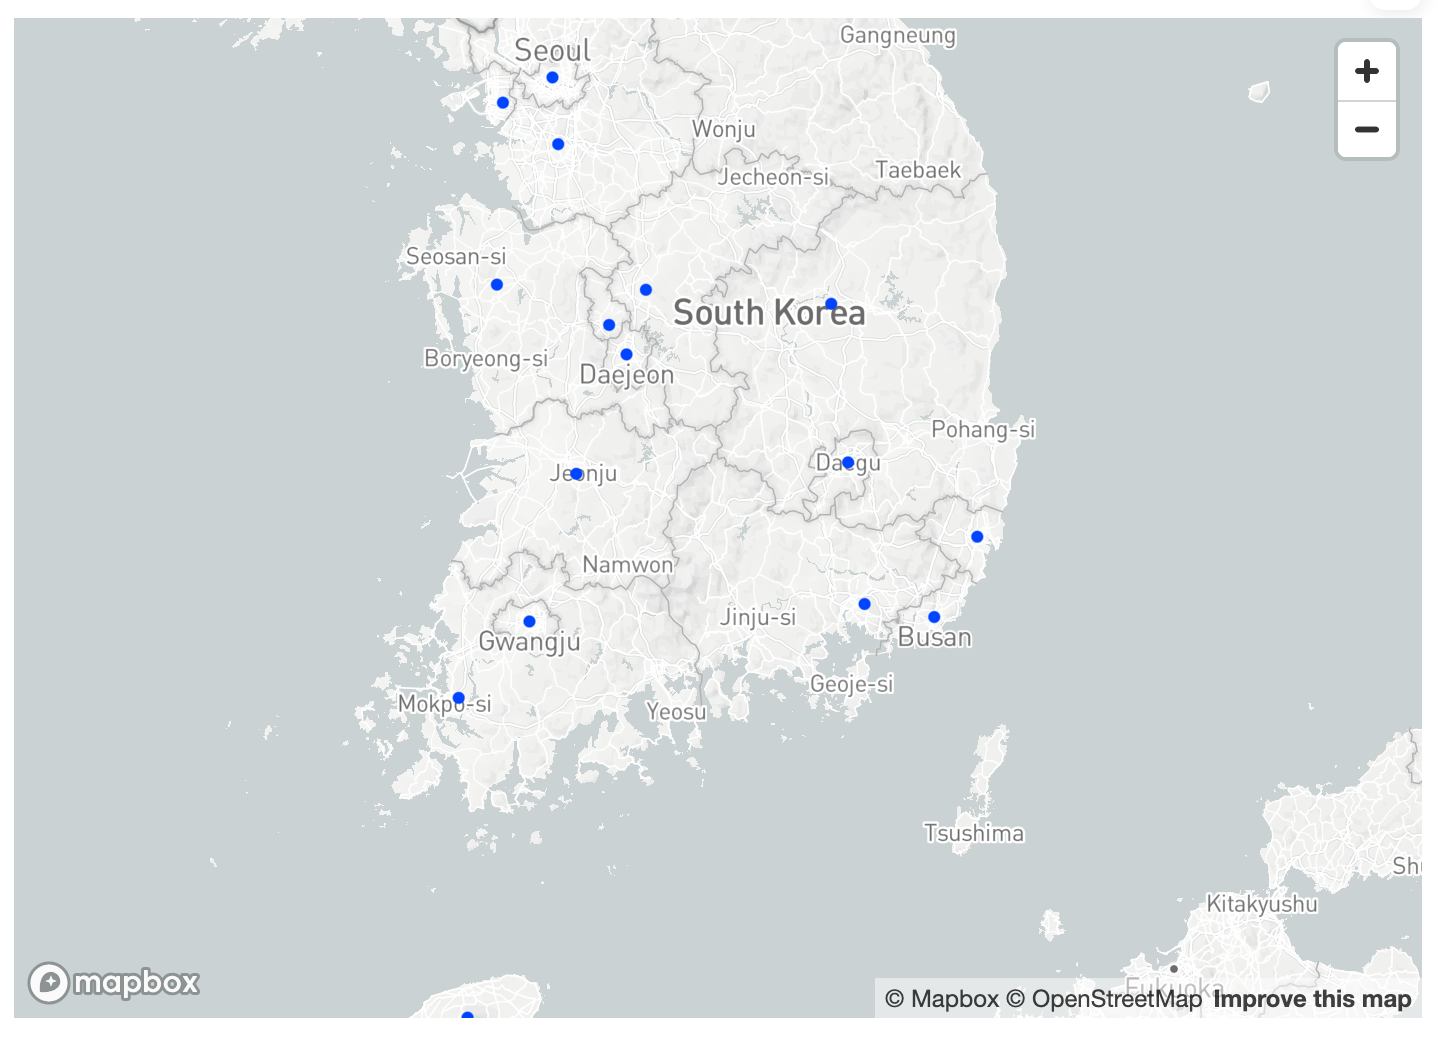 Gangneung
Seoul
+
−
Wonju
Taebaek
Jecheon-si
Seosan-si
South Korea
Boryeong-si
Daejeon
Pohang-si
Daegu
Jeonju
Namwon
Jinju-si
Busan
Gwangju
Geoje-si
Mokpo-si
Yeosu
Tsushima
Shu
Kitakyushu
mapbox
Fukuoka
© Mapbox © OpenStreetMap Improve this map